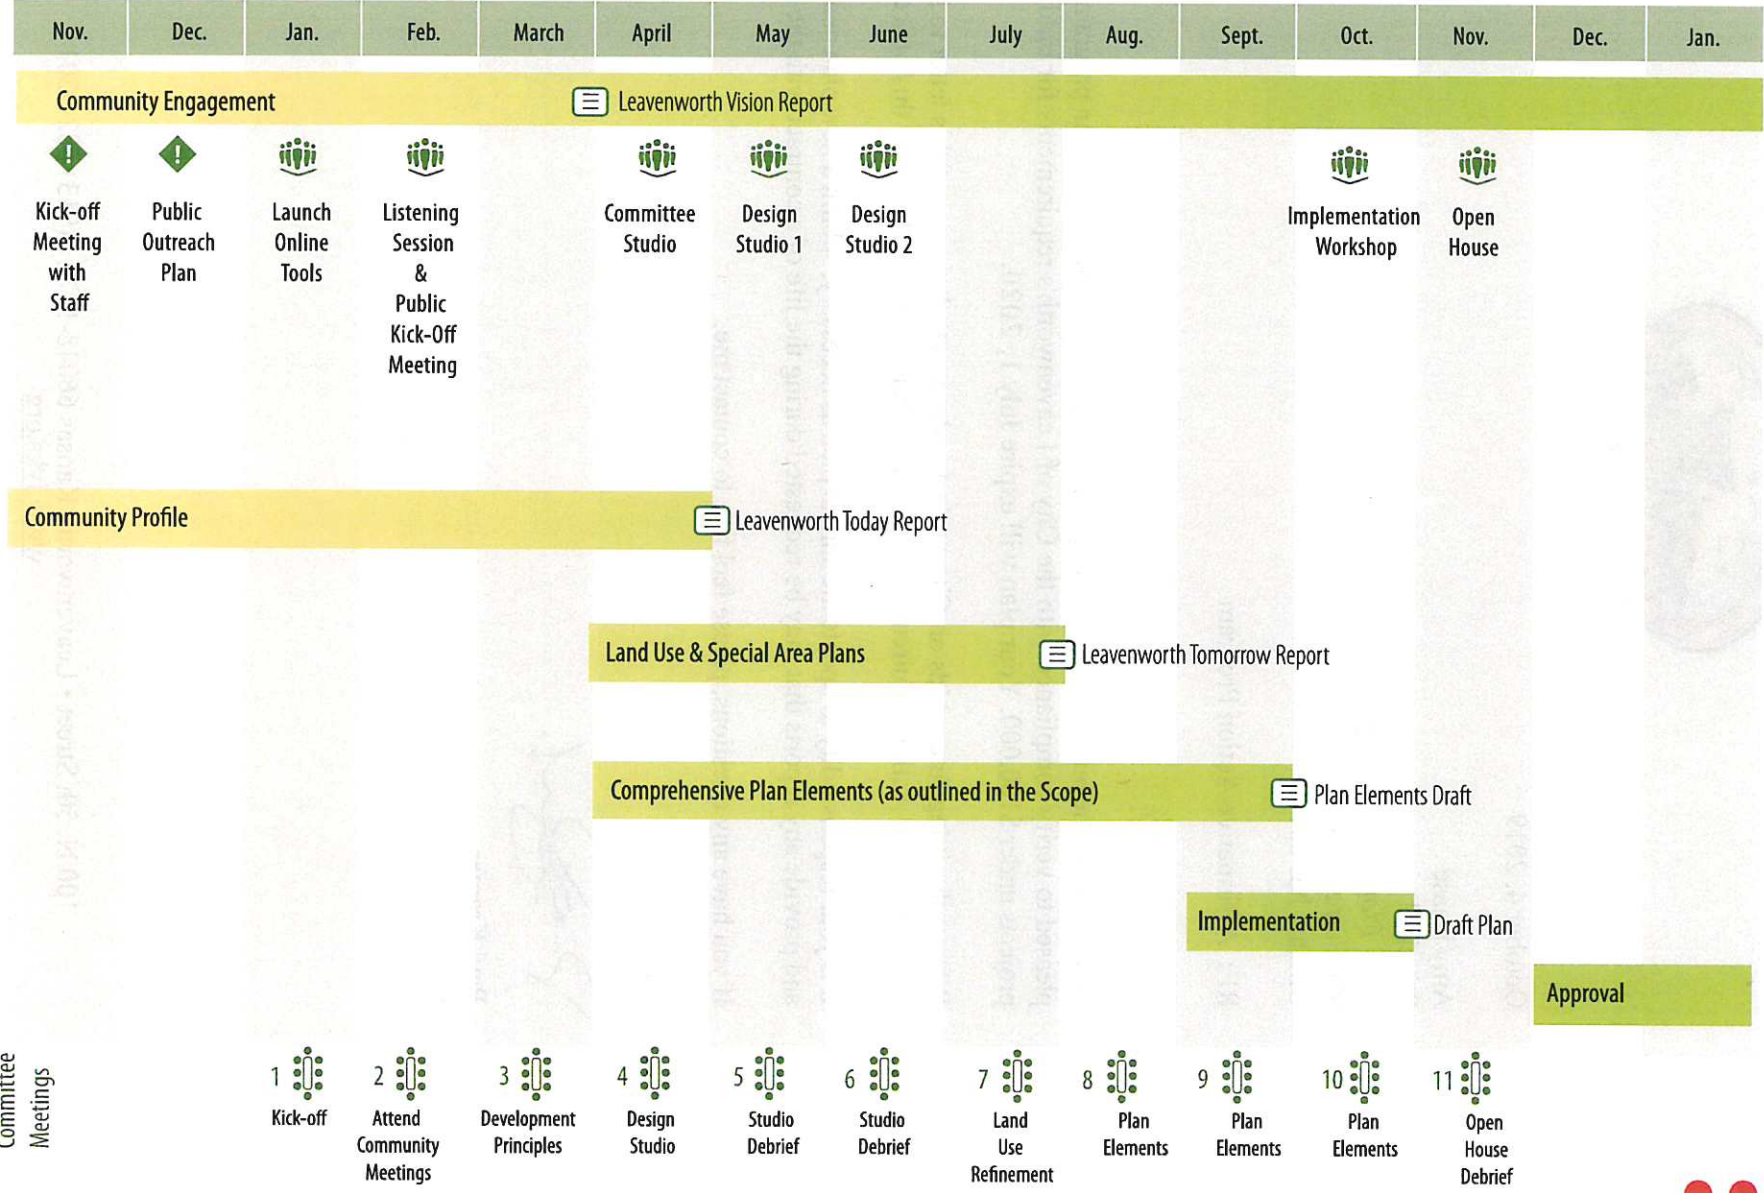 Nov. Dec. Jan. Feb. March April May June July Aug. Sept. Oct. Nov. Dec. Jan.
Community Engagement
Leavenworth Vision Report
Kick-off
Meeting
with
Staff
Public
Outreach
Plan
Launch
Online
Tools
Listening
Session
&
Public
Kick-Off
Meeting
Committee
Studio
Design
Studio 1
Design
Studio 2
Implementation
Workshop
Open
House
Community Profile
Leavenworth Today Report
Land Use & Special Area Plans
Leavenworth Tomorrow Report
Comprehensive Plan Elements (as outlined in the Scope)
Plan Elements Draft
Implementation
Draft Plan
Approval
Committee
Meetings
1
Kick-off
2
Attend
Community
Meetings
3
Development
Principles
4
Design
Studio
5
Studio
Debrief
6
Studio
Debrief
7
Land
Use
Refinement
8
Plan
Elements
9
Plan
Elements
10
Plan
Elements
11
Open
House
Debrief